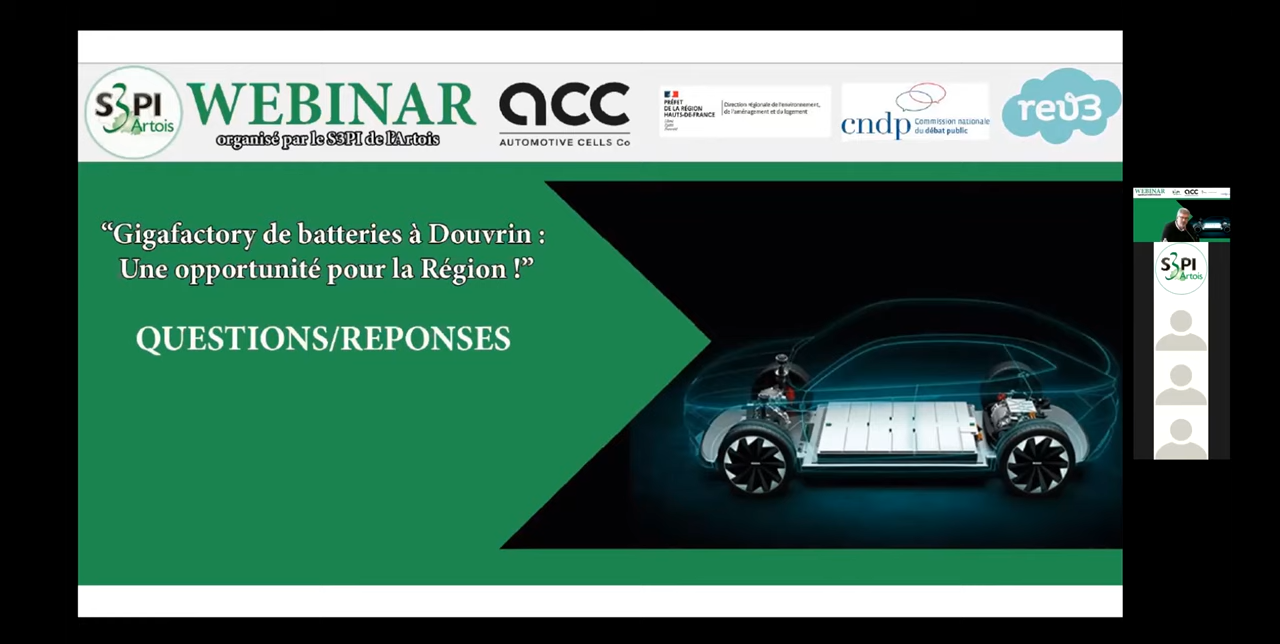 S3PI
Artois
WEBINAR
organisé par le S3PI de l'Artois
acc
AUTOMOTIVE CELLS Co
PRÉFET
DE LA RÉGION
HAUTS-DE-FRANCE
Direction régionale de l'environnement,
de l'aménagement et du logement
cndp
Commission nationale
du débat public
rev3
“Gigafactory de batteries à Douvrin :
Une opportunité pour la Région !”
QUESTIONS/REPONSES
WEBINAR
acc
S3PI
Artois